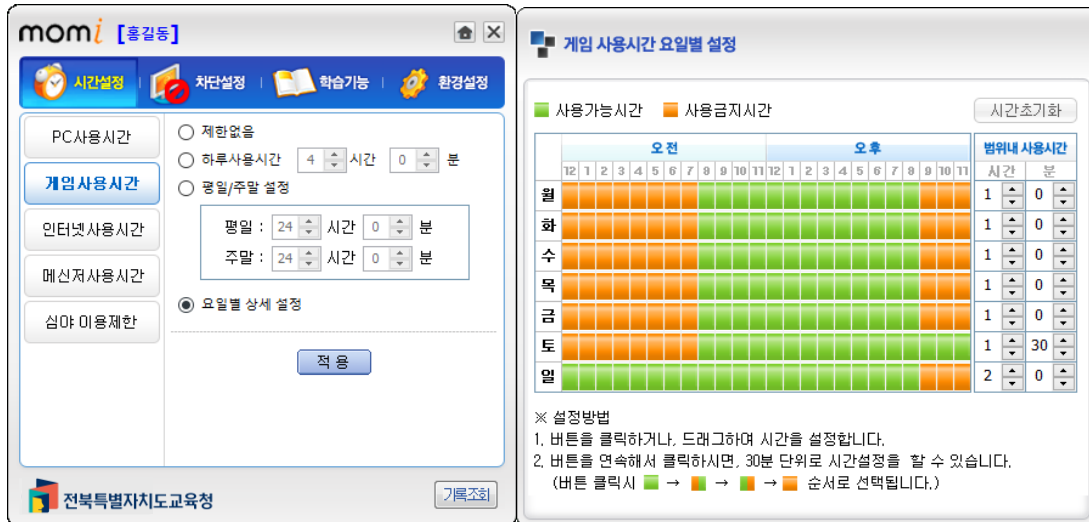 momi [홍길동]
시간설정 차단설정 학습기능 환경설정
PC사용시간
게임사용시간
인터넷사용시간
메신저사용시간
심야 이용제한
제한없음
하루사용시간 4 시간 0 분
평일/주말 설정
평일 : 24 시간 0 분
주말 : 24 시간 0 분
요일별 상세 설정
적 용
전북특별자치도교육청
기록조회
게임 사용시간 요일별 설정
사용가능시간 사용금지시간
시간초기화
오 전 오 후 범위내 사용시간
12 1 2 3 4 5 6 7 8 9 10 11 12 1 2 3 4 5 6 7 8 9 10 11 시간 분
월 1 0
화 1 0
수 1 0
목 1 0
금 1 0
토 1 30
일 2 0
※ 설정방법
1. 버튼을 클릭하거나, 드래그하여 시간을 설정합니다.
2. 버튼을 연속해서 클릭하시면, 30분 단위로 시간설정을 할 수 있습니다.
(버튼 클릭시 → → → 순서로 선택됩니다.)